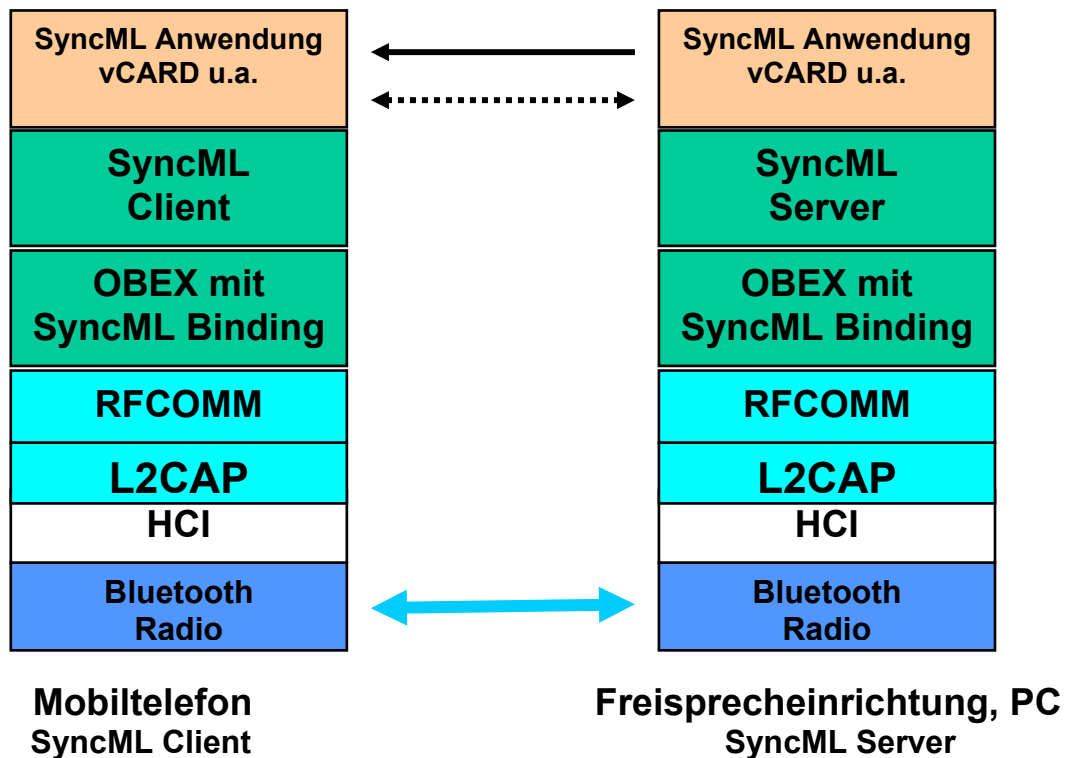 SyncML Anwendung
vCARD u.a.
SyncML
Client
OBEX mit
SyncML Binding
RFCOMM
L2CAP
HCI
Bluetooth
Radio
Mobiltelefon
SyncML Client
SyncML Anwendung
vCARD u.a.
SyncML
Server
OBEX mit
SyncML Binding
RFCOMM
L2CAP
HCI
Bluetooth
Radio
Freisprecheinrichtung, PC
SyncML Server